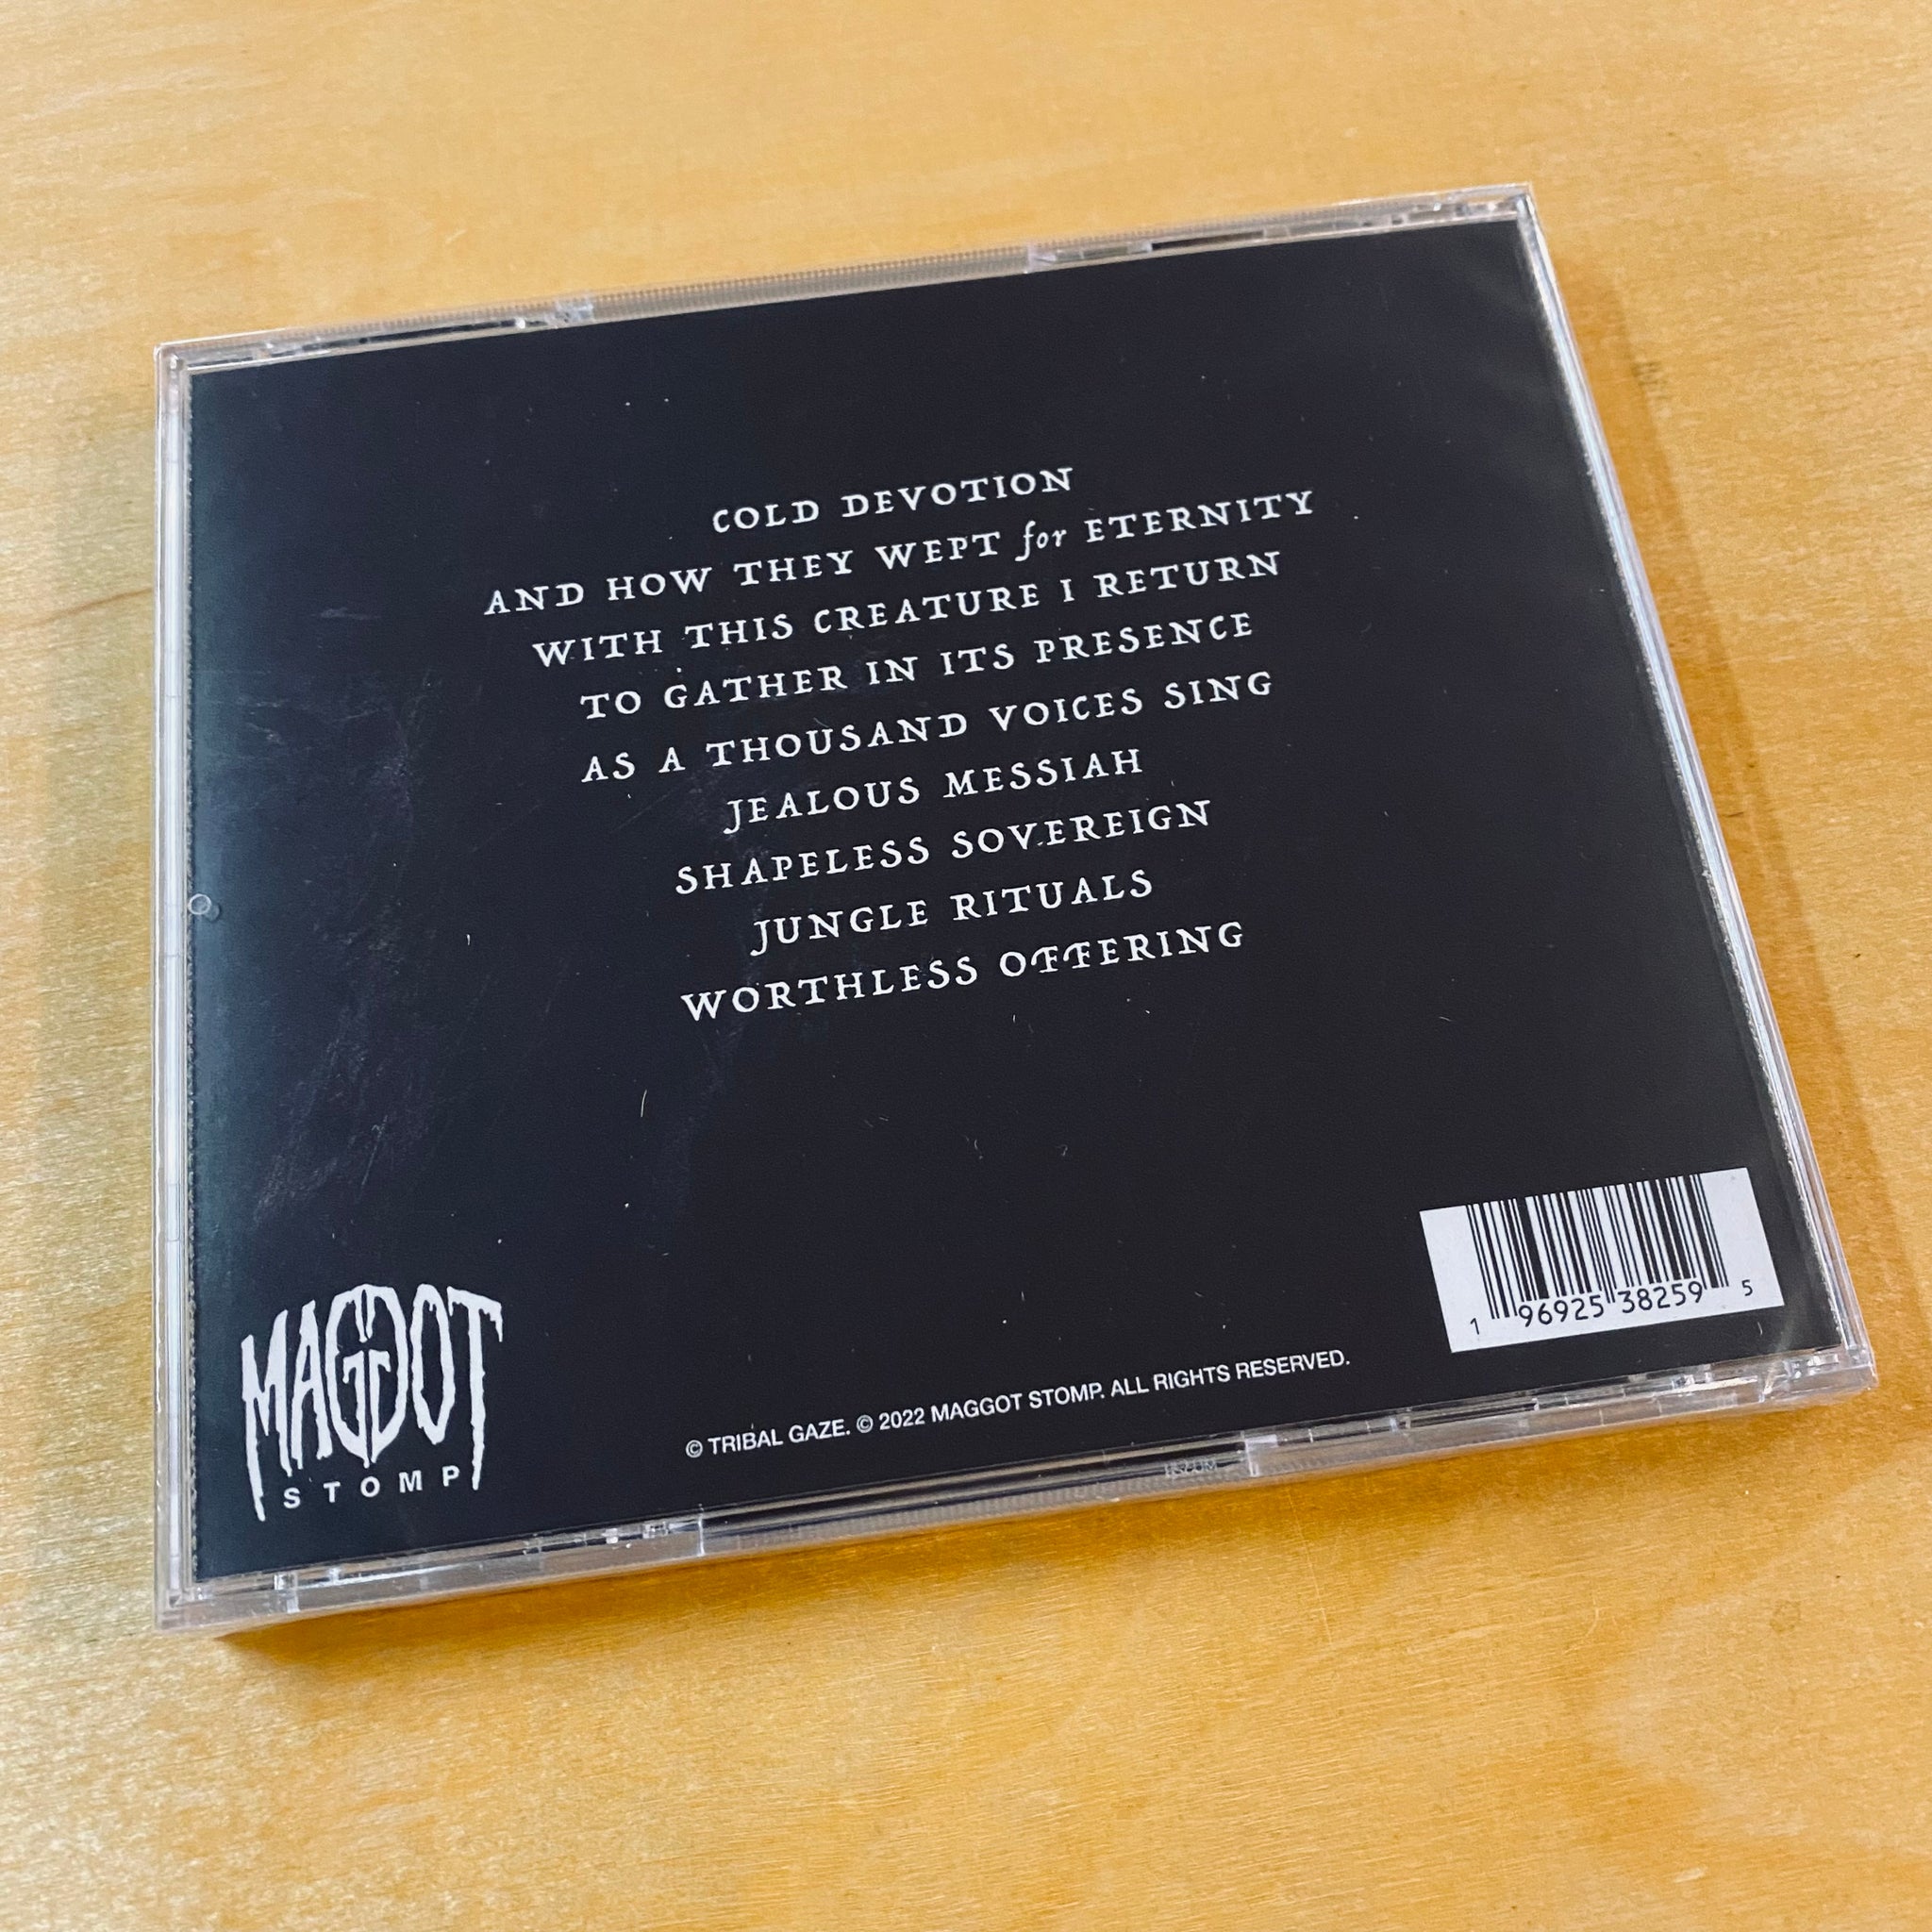 COLD DEVOTION
AND HOW THEY WEPT for ETERNITY
WITH THIS CREATURE I RETURN
TO GATHER IN ITS PRESENCE
AS A THOUSAND VOICES SING
JEALOUS MESSIAH
SHAPELESS SOVEREIGN
JUNGLE RITUALS
WORTHLESS OFFERING
MAGGOT
STOMP
© TRIBAL GAZE. © 2022 MAGGOT STOMP. ALL RIGHTS RESERVED.
1 96925 38259 5